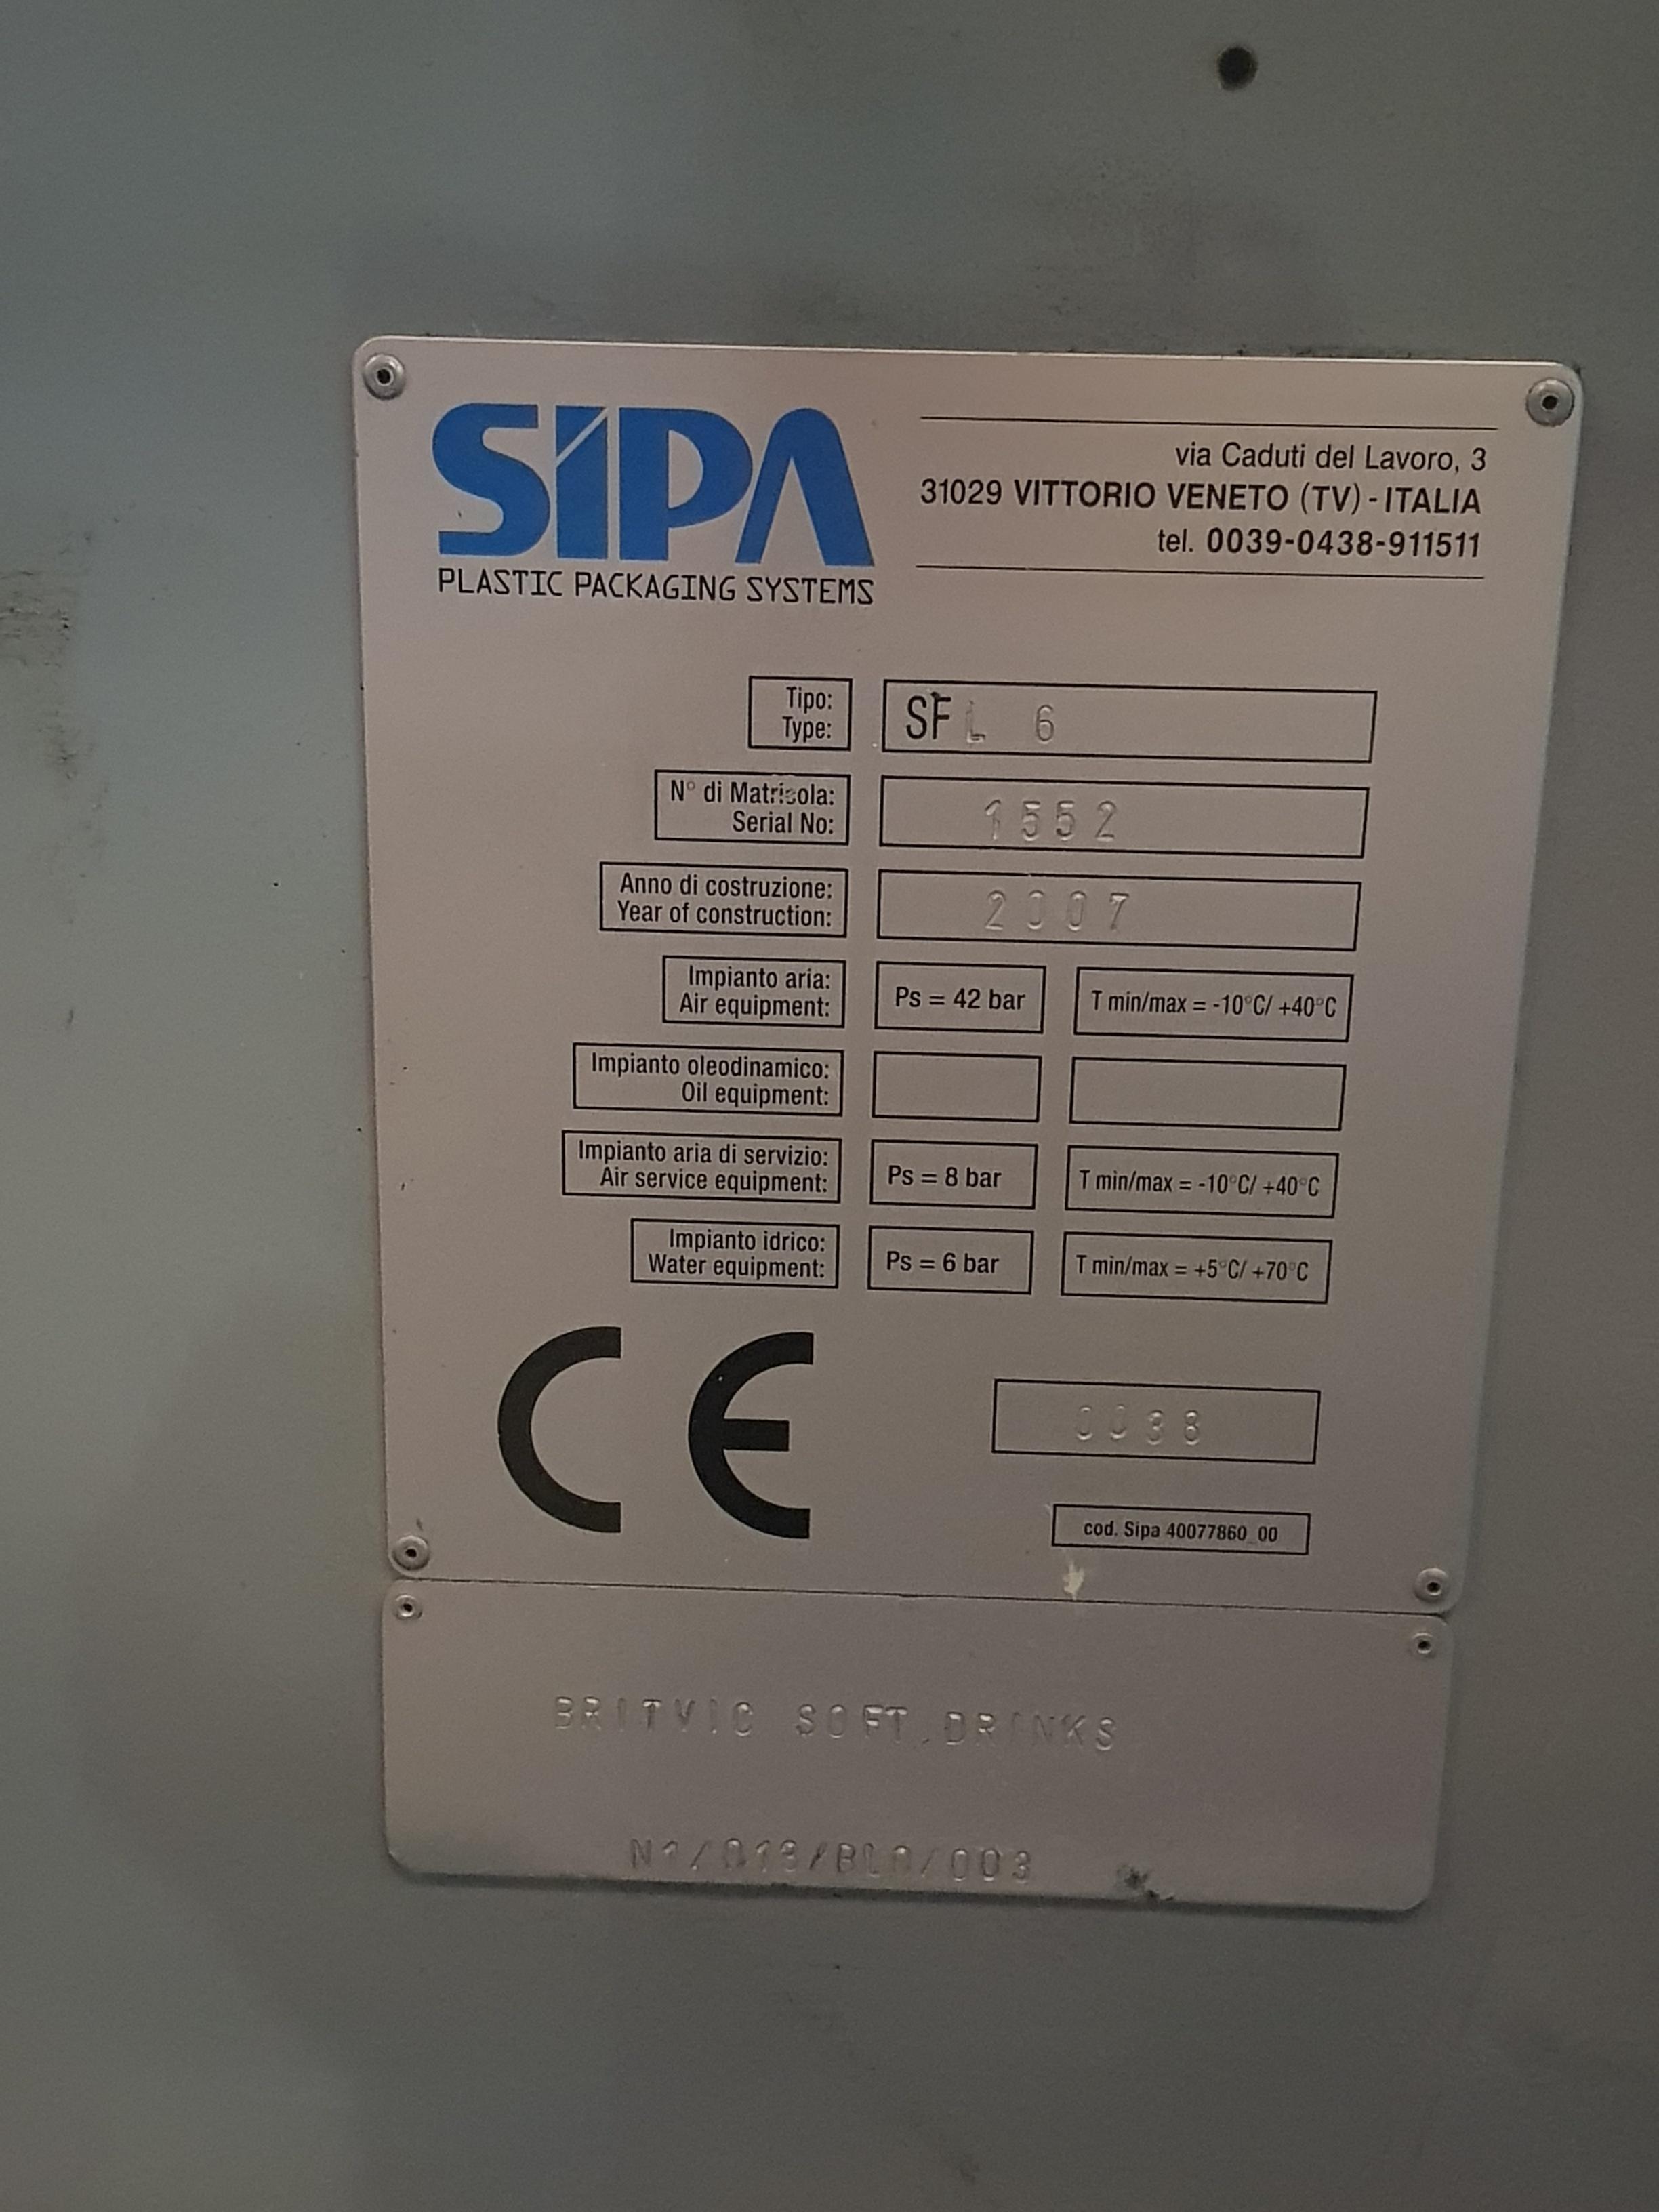 SIPA
PLASTIC PACKAGING SYSTEMS
via Caduti del Lavoro, 3
31029 VITTORIO VENETO (TV) - ITALIA
tel. 0039-0438-911511
Tipo:
Type:
SFL 6
N° di Matricola:
Serial No:
1552
Anno di costruzione:
Year of construction:
2007
Impianto aria:
Air equipment:
Ps = 42 bar
T min/max = -10°C/ +40°C
Impianto oleodinamico:
Oil equipment:
Impianto aria di servizio:
Air service equipment:
Ps = 8 bar
T min/max = -10°C/ +40°C
Impianto idrico:
Water equipment:
Ps = 6 bar
T min/max = +5°C/ +70°C
CE
0038
cod. Sipa 40077860_00
BRITVIC SOFT DRINKS